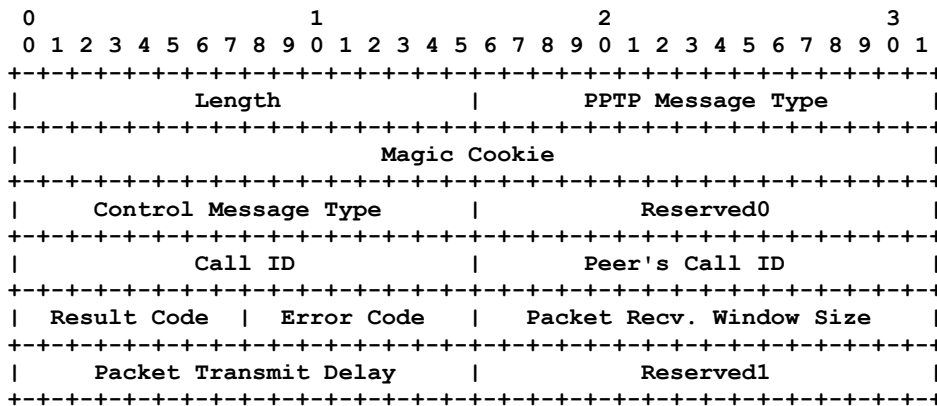 0                   1                   2                   3
 0 1 2 3 4 5 6 7 8 9 0 1 2 3 4 5 6 7 8 9 0 1 2 3 4 5 6 7 8 9 0 1
+-+-+-+-+-+-+-+-+-+-+-+-+-+-+-+-+-+-+-+-+-+-+-+-+-+-+-+-+-+-+-+-+
|            Length             |       PPTP Message Type       |
+-+-+-+-+-+-+-+-+-+-+-+-+-+-+-+-+-+-+-+-+-+-+-+-+-+-+-+-+-+-+-+-+
|                         Magic Cookie                          |
+-+-+-+-+-+-+-+-+-+-+-+-+-+-+-+-+-+-+-+-+-+-+-+-+-+-+-+-+-+-+-+-+
|     Control Message Type      |           Reserved0           |
+-+-+-+-+-+-+-+-+-+-+-+-+-+-+-+-+-+-+-+-+-+-+-+-+-+-+-+-+-+-+-+-+
|            Call ID            |       Peer's Call ID          |
+-+-+-+-+-+-+-+-+-+-+-+-+-+-+-+-+-+-+-+-+-+-+-+-+-+-+-+-+-+-+-+-+
|  Result Code  |  Error Code   |   Packet Recv. Window Size    |
+-+-+-+-+-+-+-+-+-+-+-+-+-+-+-+-+-+-+-+-+-+-+-+-+-+-+-+-+-+-+-+-+
|     Packet Transmit Delay     |           Reserved1           |
+-+-+-+-+-+-+-+-+-+-+-+-+-+-+-+-+-+-+-+-+-+-+-+-+-+-+-+-+-+-+-+-+